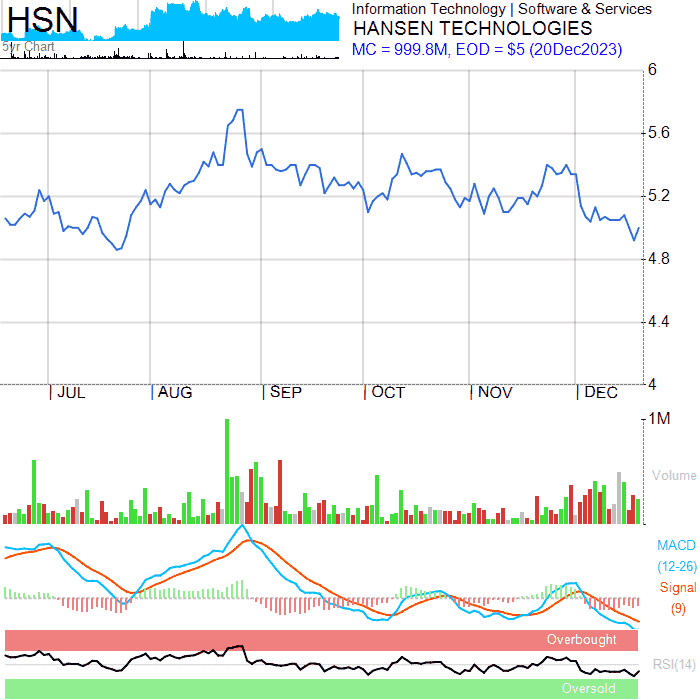 HSN
5yr Chart
Information Technology | Software & Services
HANSEN TECHNOLOGIES
MC = 999.8M, EOD = $5 (20Dec2023)
6
5.6
5.2
4.8
4.4
4
JUL AUG SEP OCT NOV DEC
1M
Volume
MACD
(12-26)
Signal
(9)
Overbought
RSI(14)
Oversold